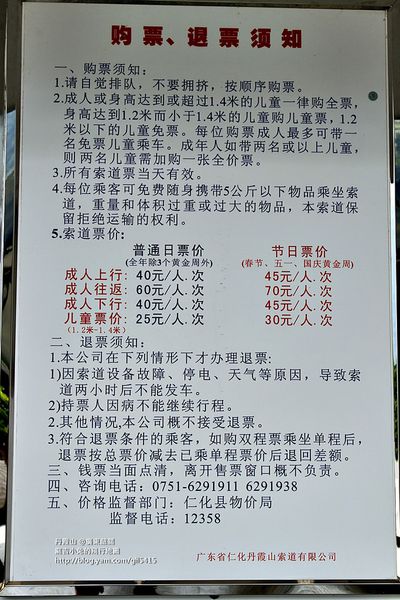 购票、退票须知
一、购票须知:
1.请自觉排队，不要拥挤，按顺序购票。
2.成人或身高达到或超过1.4米的儿童一律购全票，
身高达到1.2米而小于1.4米的儿童购儿童票，1.2
米以下的儿童免票。每位购票成人最多可带一
名免票儿童乘车。成年人如带两名或以上儿童，
则两名儿童需加购一张全价票。
3.所有索道票当天有效。
4.每位乘客可免费随身携带5公斤以下物品乘坐索
道，重量和体积过重或过大的物品，本索道保
留拒绝运输的权利。
5.索道票价:
普通日票价 节日票价
(全年除3个黄金周外) (春节、五一、国庆黄金周)
成人上行: 40元/人.次 45元/人.次
成人往返: 60元/人.次 70元/人.次
成人下行: 40元/人.次 45元/人.次
儿童票价: 25元/人.次 30元/人.次
(1.2米-1.4米)
二、退票须知:
1.本公司在下列情形下才办理退票:
1)因索道设备故障、停电、天气等原因，导致索
道两小时后不能发车。
2)持票人因病不能继续行程。
2.其他情况,本公司概不接受退票。
3.符合退票条件的乘客，如购双程票乘坐单程后，
退票按总票价减去已乘单程票价后退回差额。
三、钱票当面点清，离开售票窗口概不负责。
四、咨询电话: 0751-6291911 6291938
五、价格监督部门: 仁化县物价局
监督电话: 12358
广东省仁化丹霞山索道有限公司
丹霞山
http://blog.yam.com/gil5415